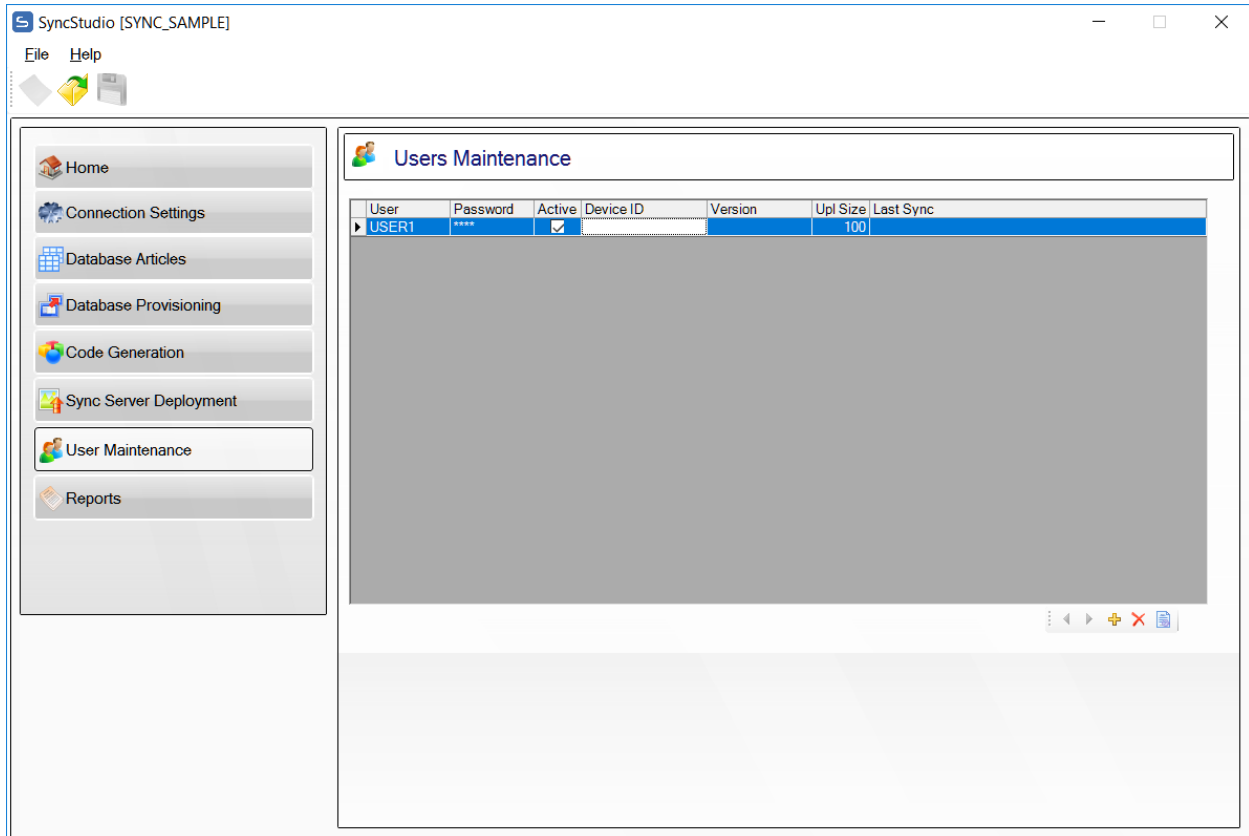 SyncStudio [SYNC_SAMPLE]
File Help
Home
Connection Settings
Database Articles
Database Provisioning
Code Generation
Sync Server Deployment
User Maintenance
Reports
Users Maintenance
User Password Active Device ID Version Upl Size Last Sync
USER1 **** 100